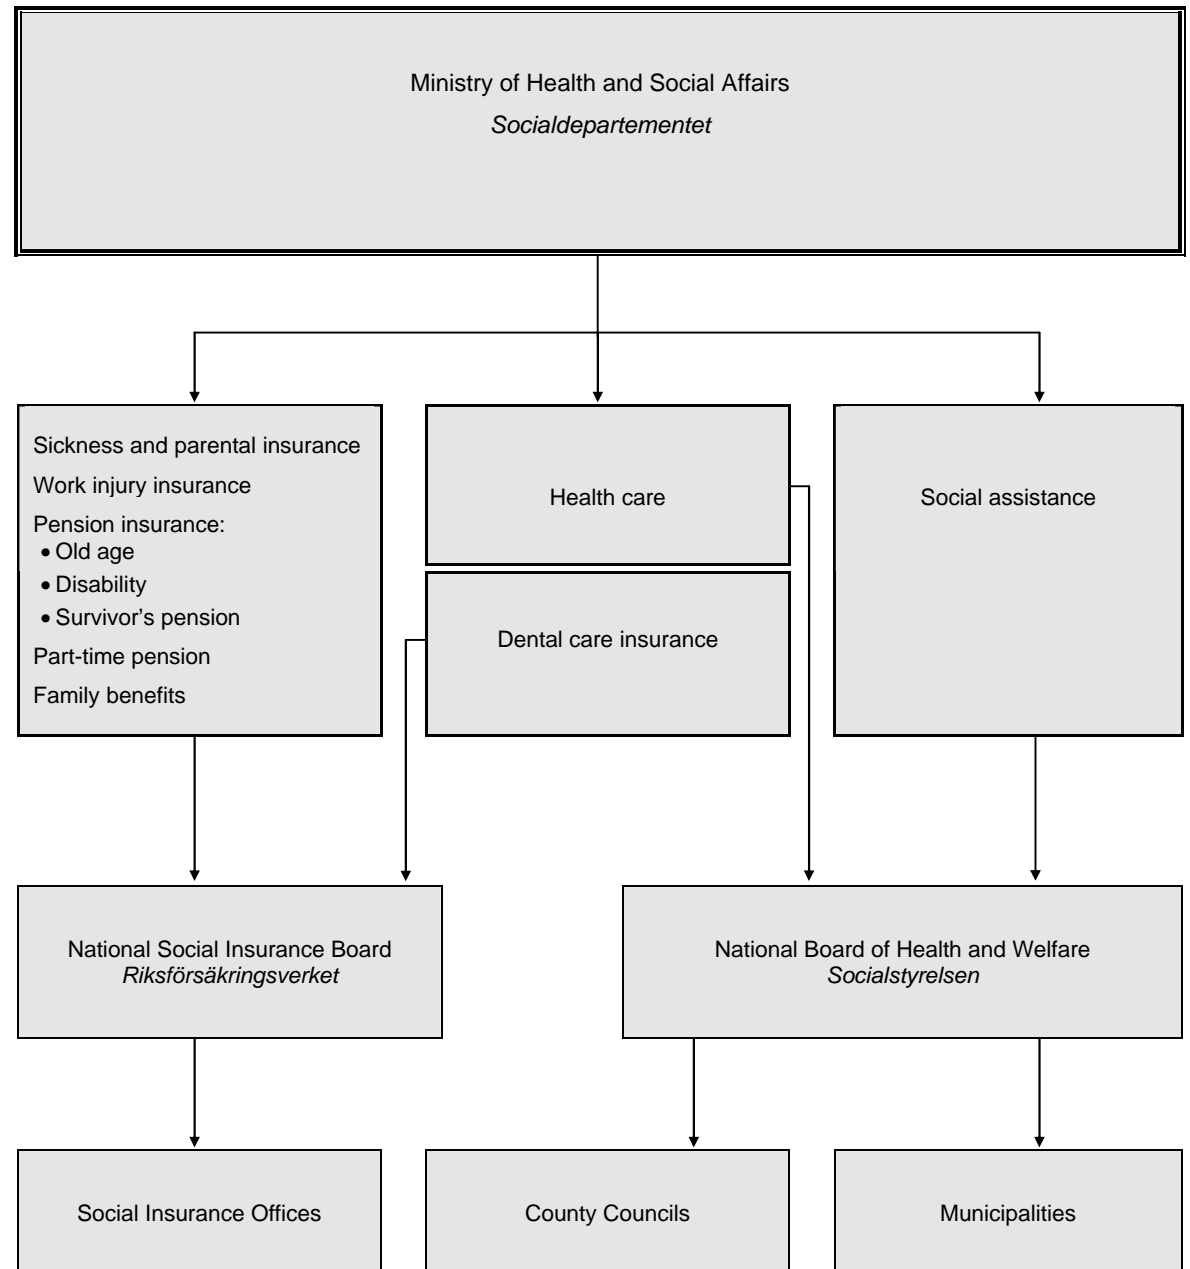 Ministry of Health and Social Affairs
Socialdepartementet
Sickness and parental insurance
Work injury insurance
Pension insurance:
• Old age
• Disability
• Survivor’s pension
Part-time pension
Family benefits
Health care
Dental care insurance
Social assistance
National Social Insurance Board
Riksförsäkringsverket
National Board of Health and Welfare
Socialstyrelsen
Social Insurance Offices
County Councils
Municipalities